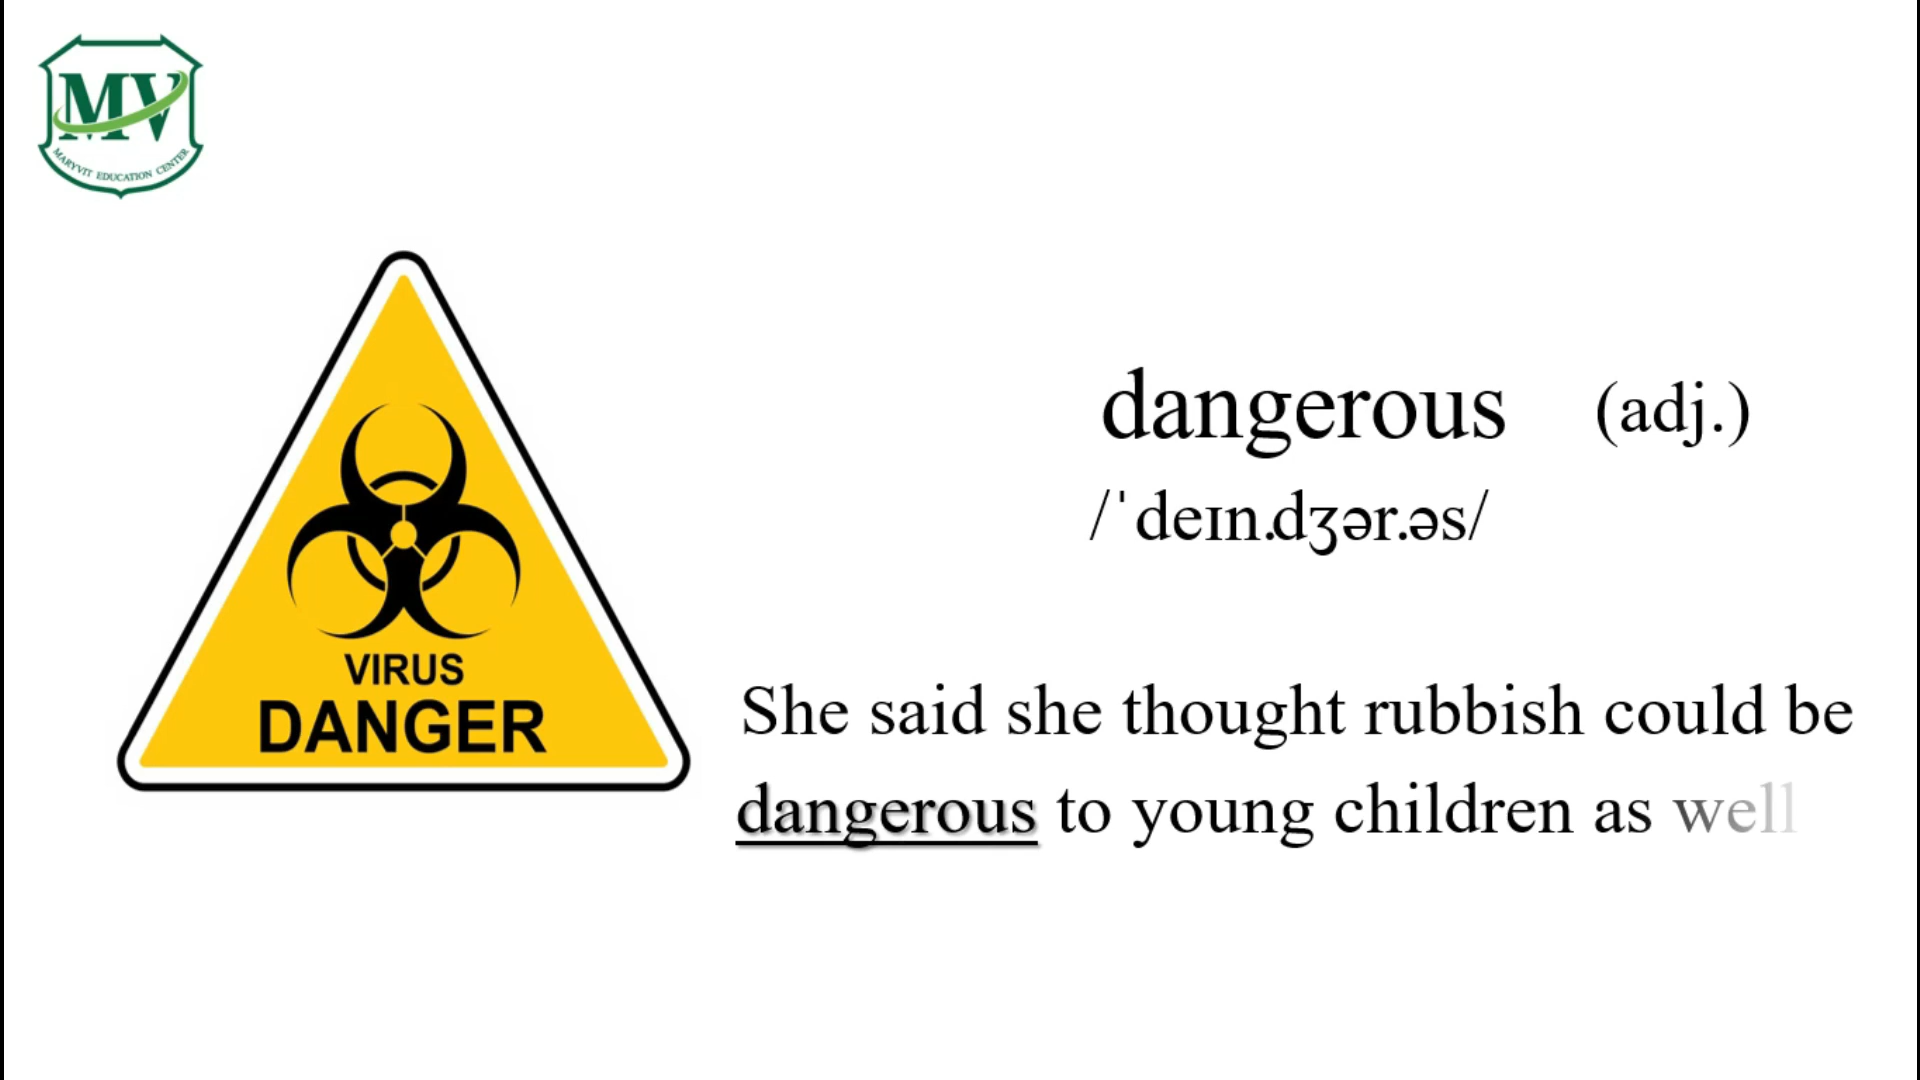 MV
MARYVIT EDUCATION CENTER
VIRUS
DANGER
dangerous (adj.)
/ˈdeɪn.dʒər.əs/
She said she thought rubbish could be
dangerous to young children as well